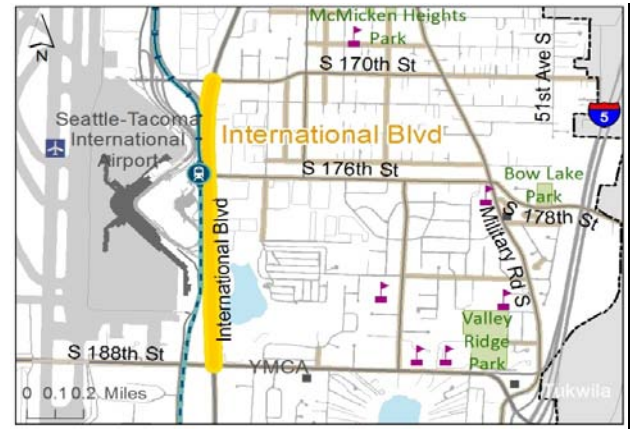 McMicken Heights
Park
N
S 170th St
51st Ave S
5
Seattle-Tacoma
International
Airport
International Blvd
S 176th St
Bow Lake
Park
S 178th St
Military Rd S
International Blvd
Valley
Ridge
Park
S 188th St
YMCA
0 0.1 0.2 Miles
Tukwila